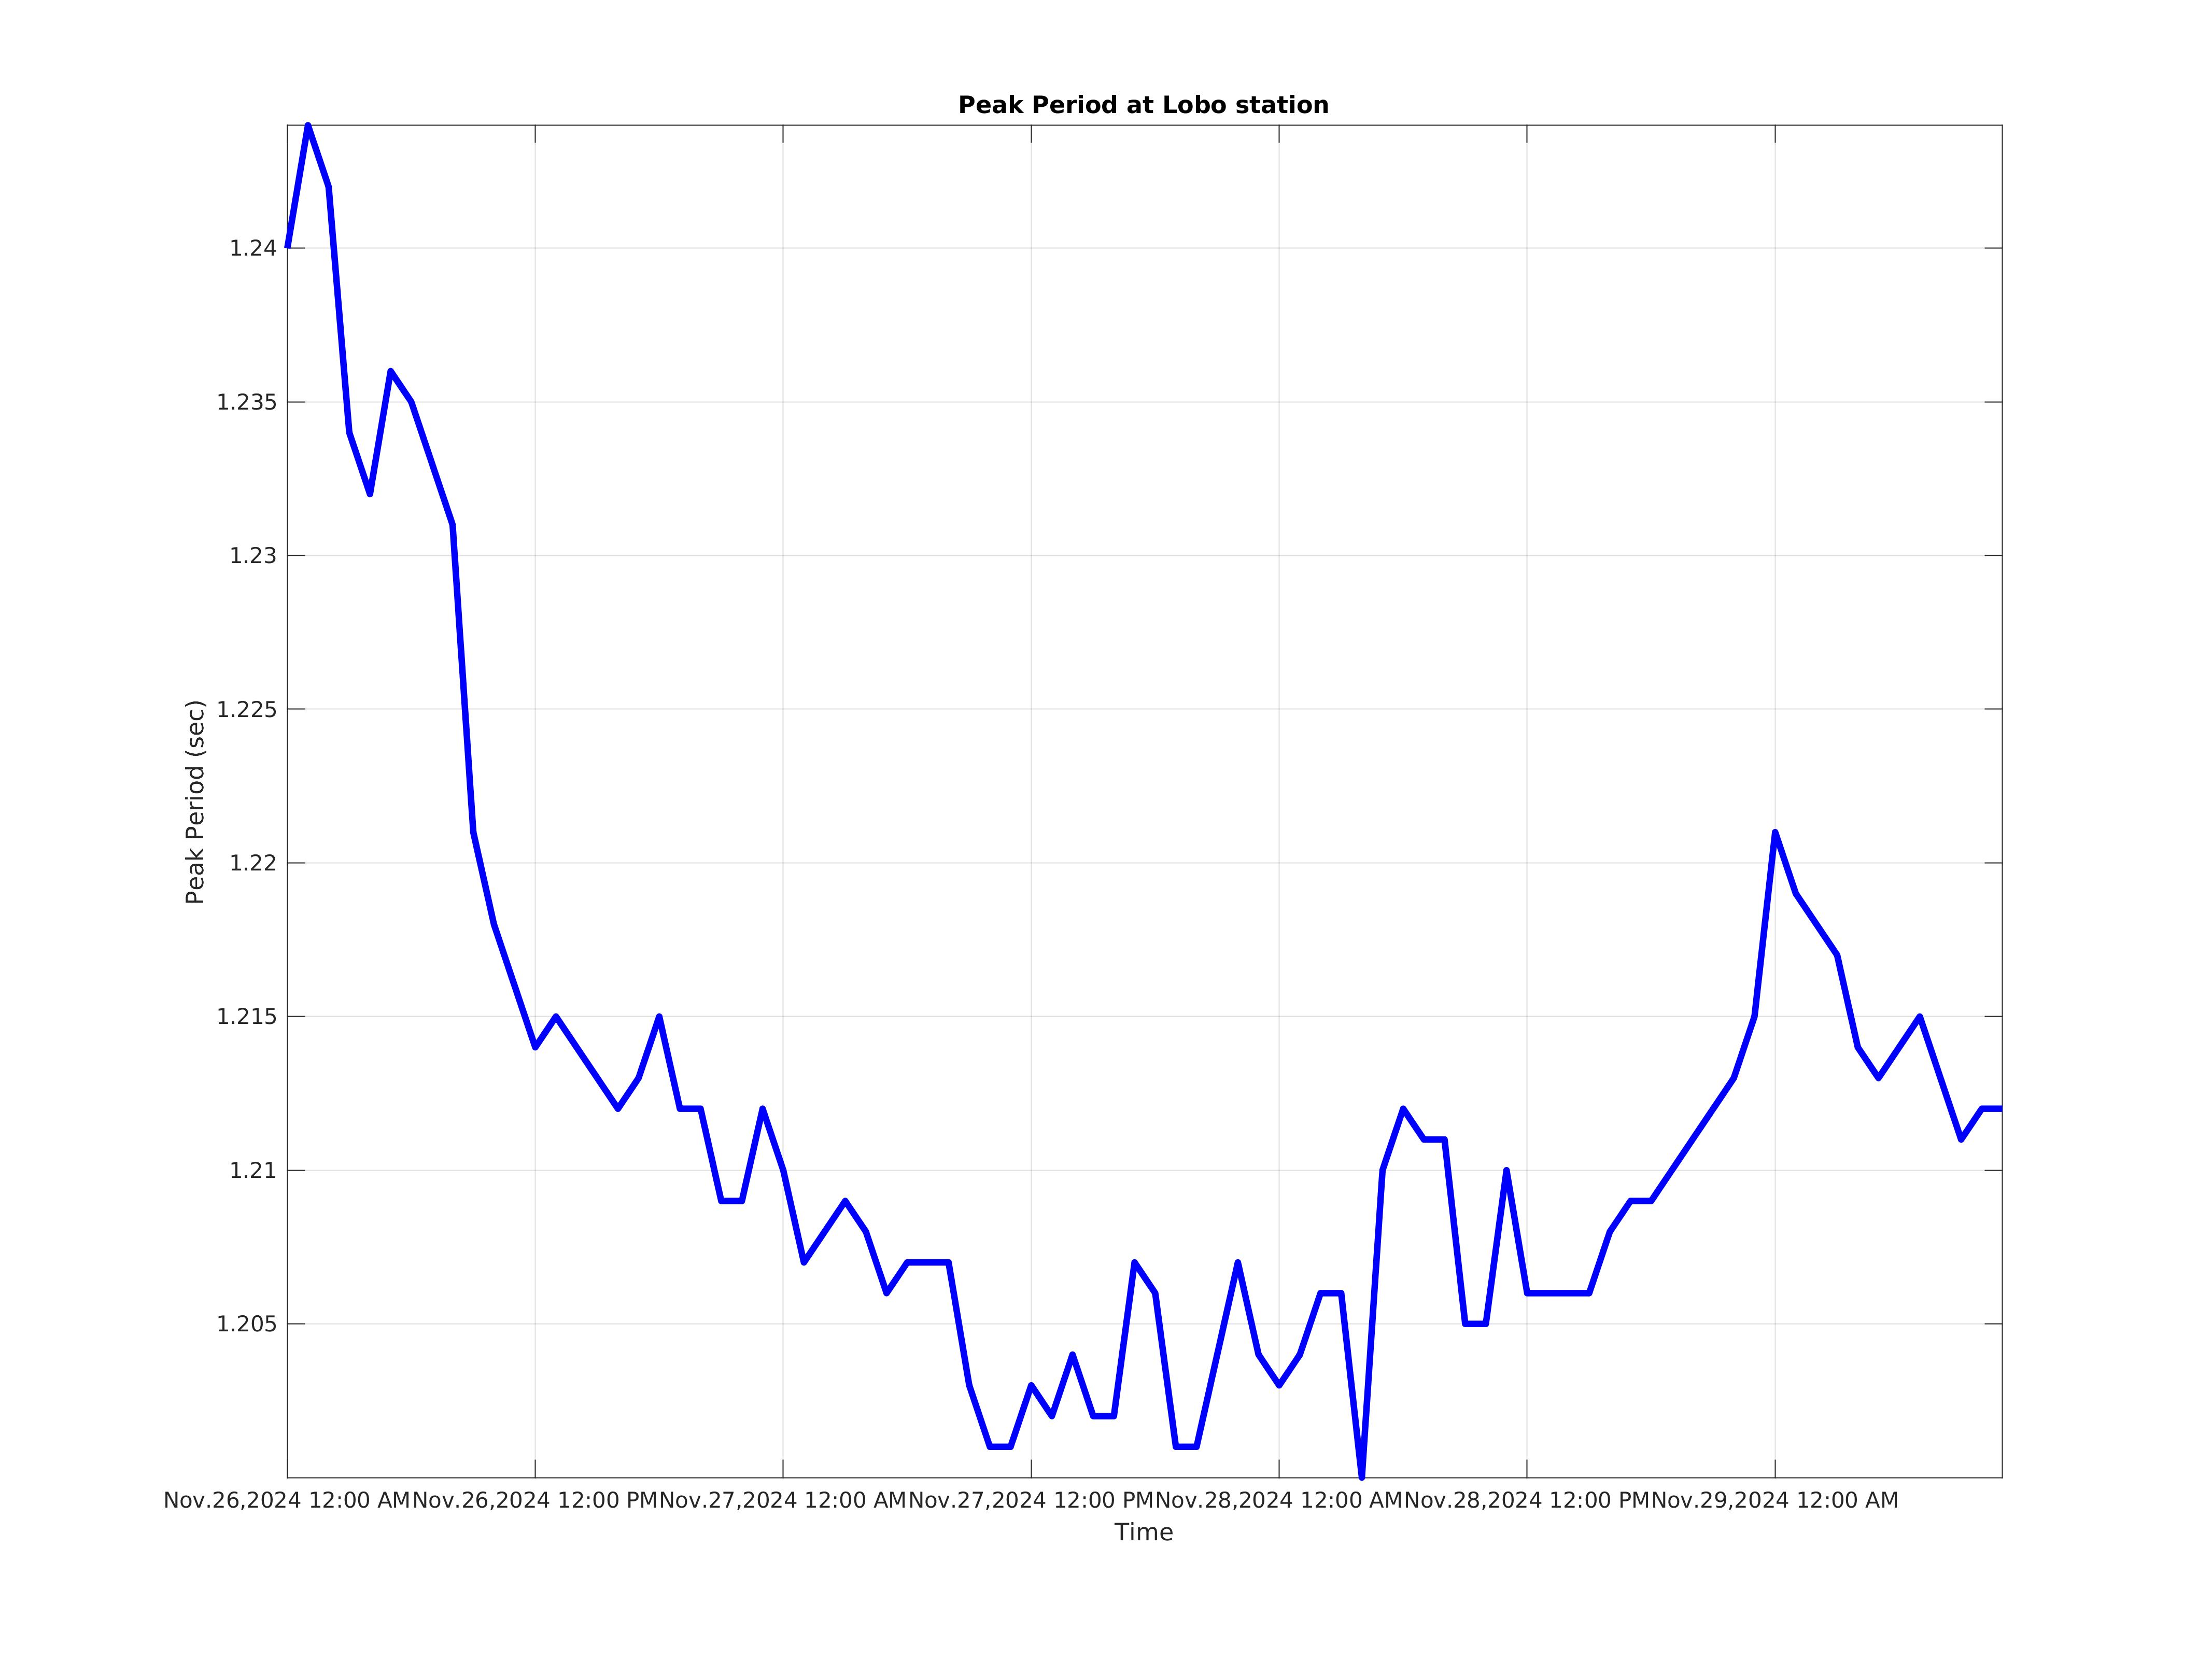 Peak Period at Lobo station
Peak Period (sec)
1.24
1.235
1.23
1.225
1.22
1.215
1.21
1.205
Nov.26,2024 12:00 AM Nov.26,2024 12:00 PM Nov.27,2024 12:00 AM Nov.27,2024 12:00 PM Nov.28,2024 12:00 AM Nov.28,2024 12:00 PM Nov.29,2024 12:00 AM
Time